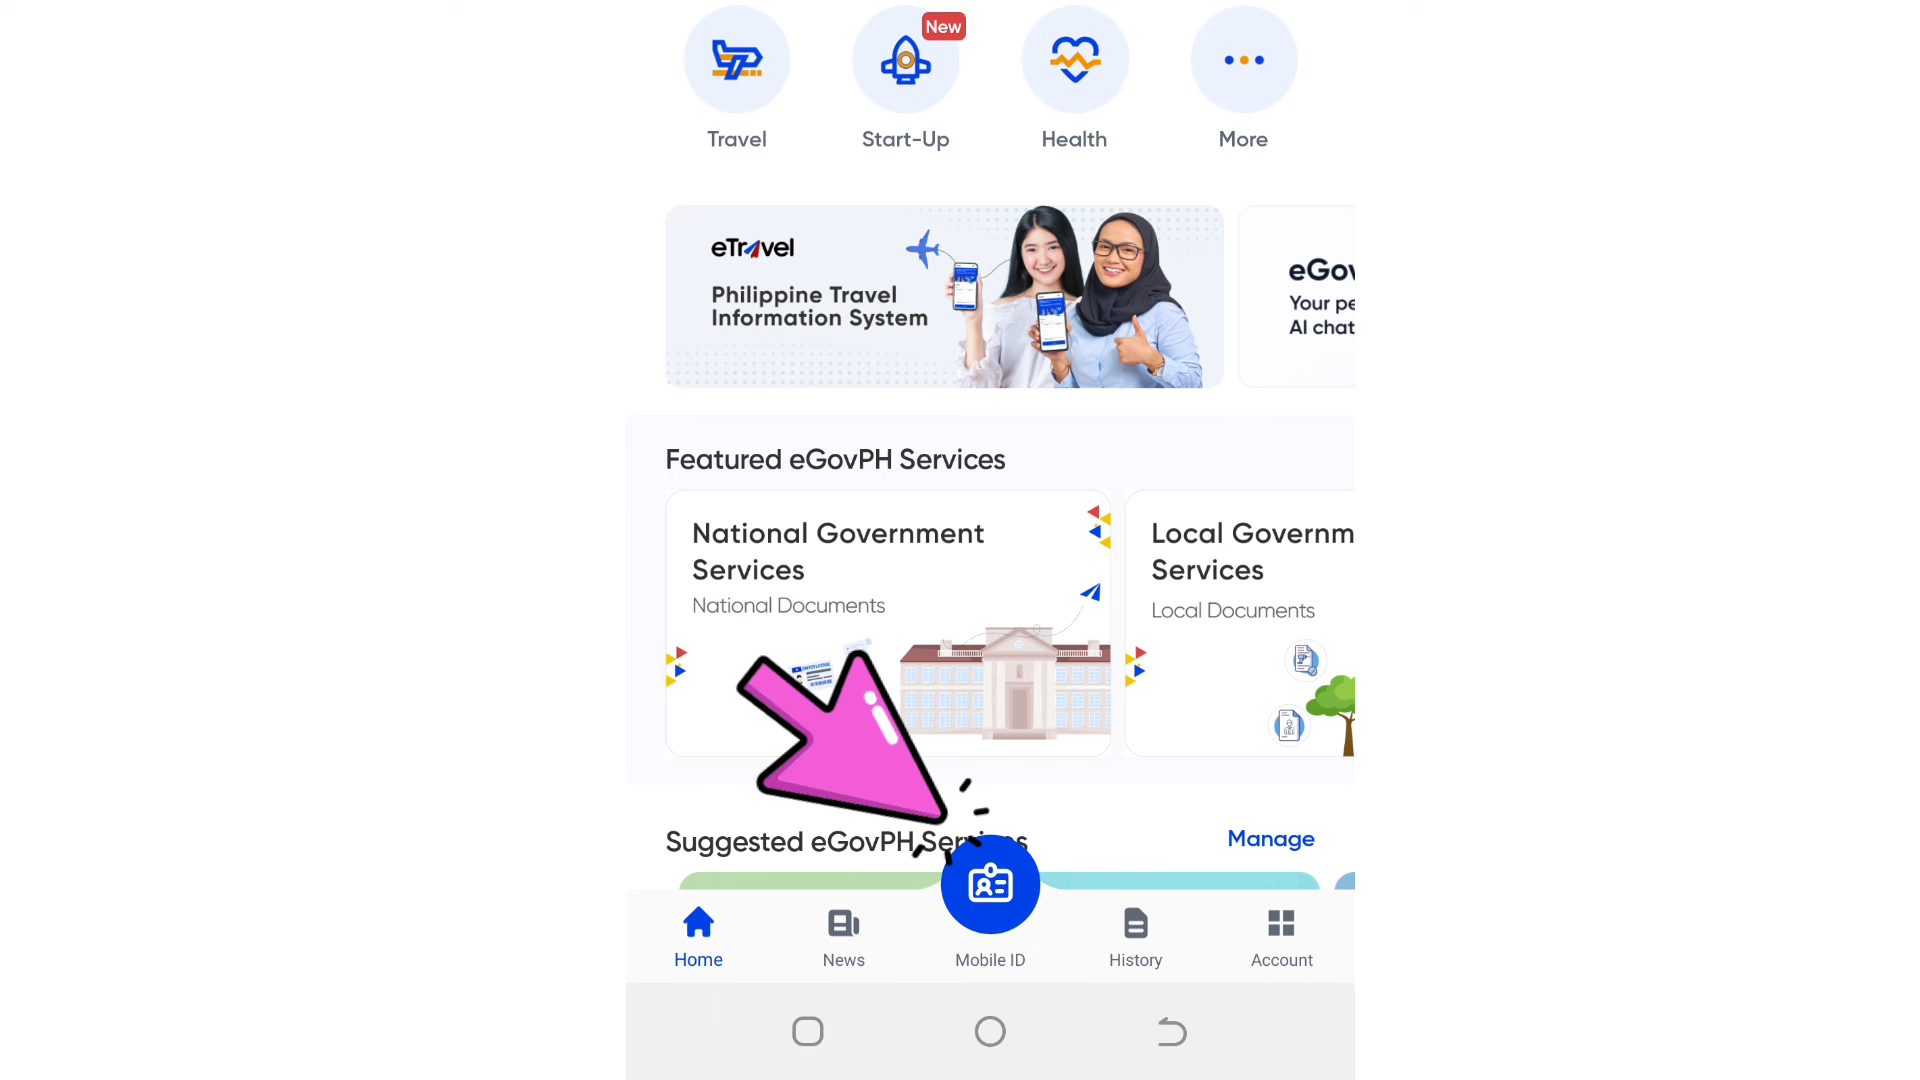 New
Travel
Start-Up
Health
More
eTravel
Philippine Travel
Information System
eGov
Your pe
AI chat
Featured eGovPH Services
National Government
Services
National Documents
Local Governm
Services
Local Documents
Suggested eGovPH Services
Manage
Home
News
Mobile ID
History
Account